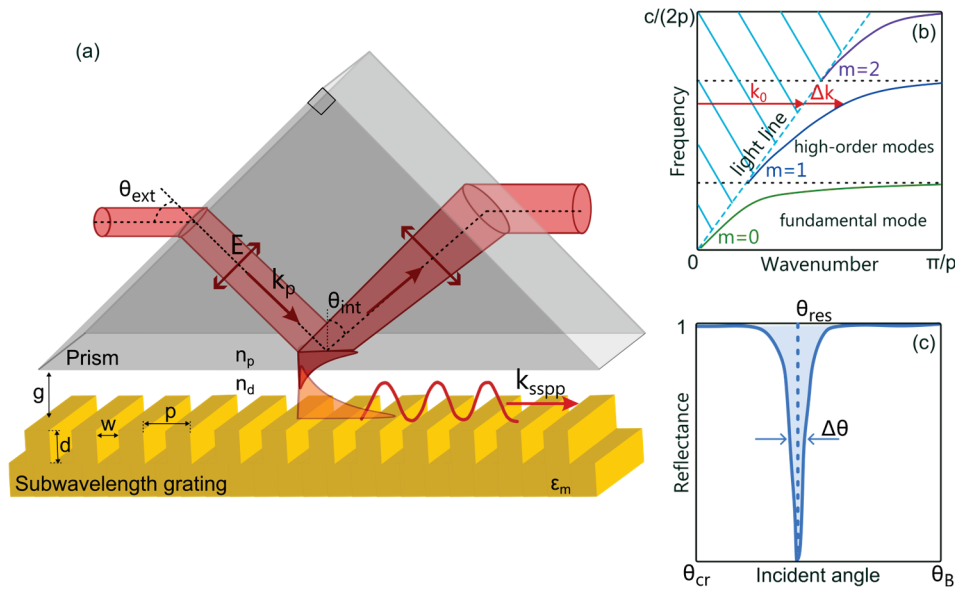 (a)
θext
E
kp
θint
Prism
np
nd
g
kSSPP
w
p
d
Subwavelength grating
εm
c/(2p)
(b)
m=2
k0
Δk
Frequency
light line
high-order modes
m=1
fundamental mode
m=0
0
Wavenumber
π/p
θres
1
(c)
Δθ
Reflectance
θcr
Incident angle
θB